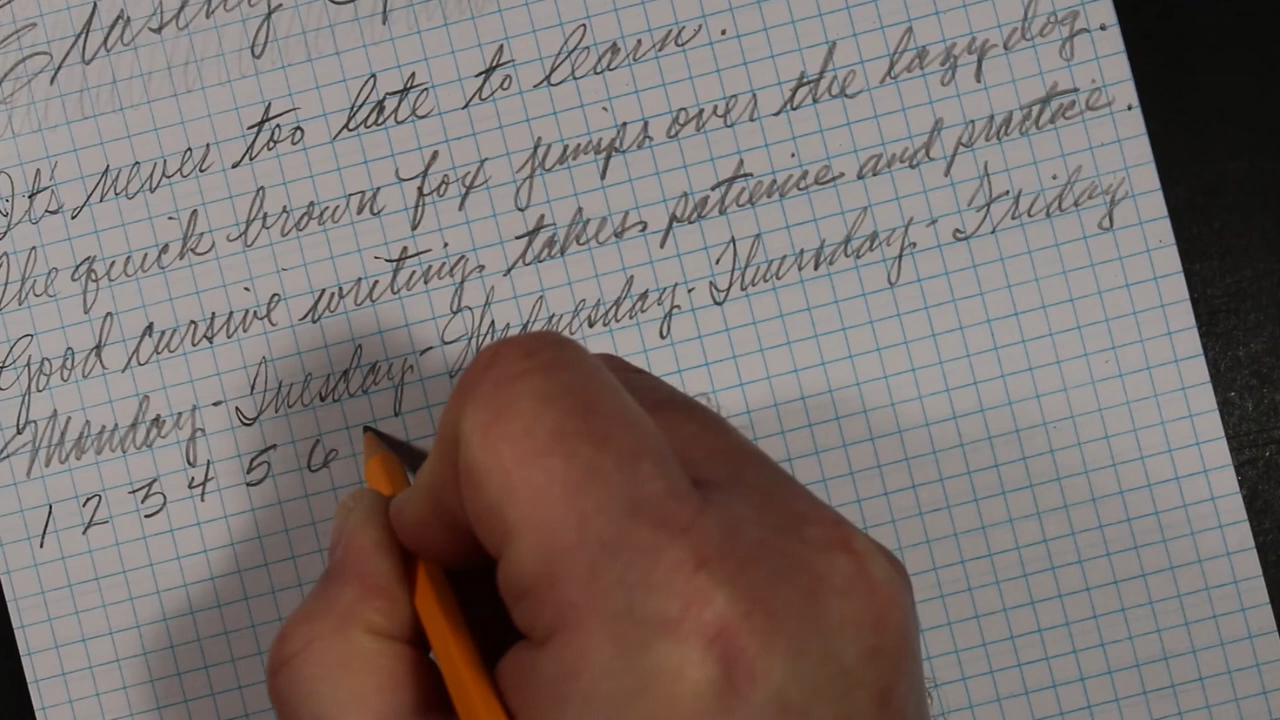 It's never too late to learn.
The quick brown fox jumps over the lazy dog.
Good cursive writing takes patience and practice.
Monday - Tuesday - Wednesday - Thursday - Friday
1 2 3 4 5 6